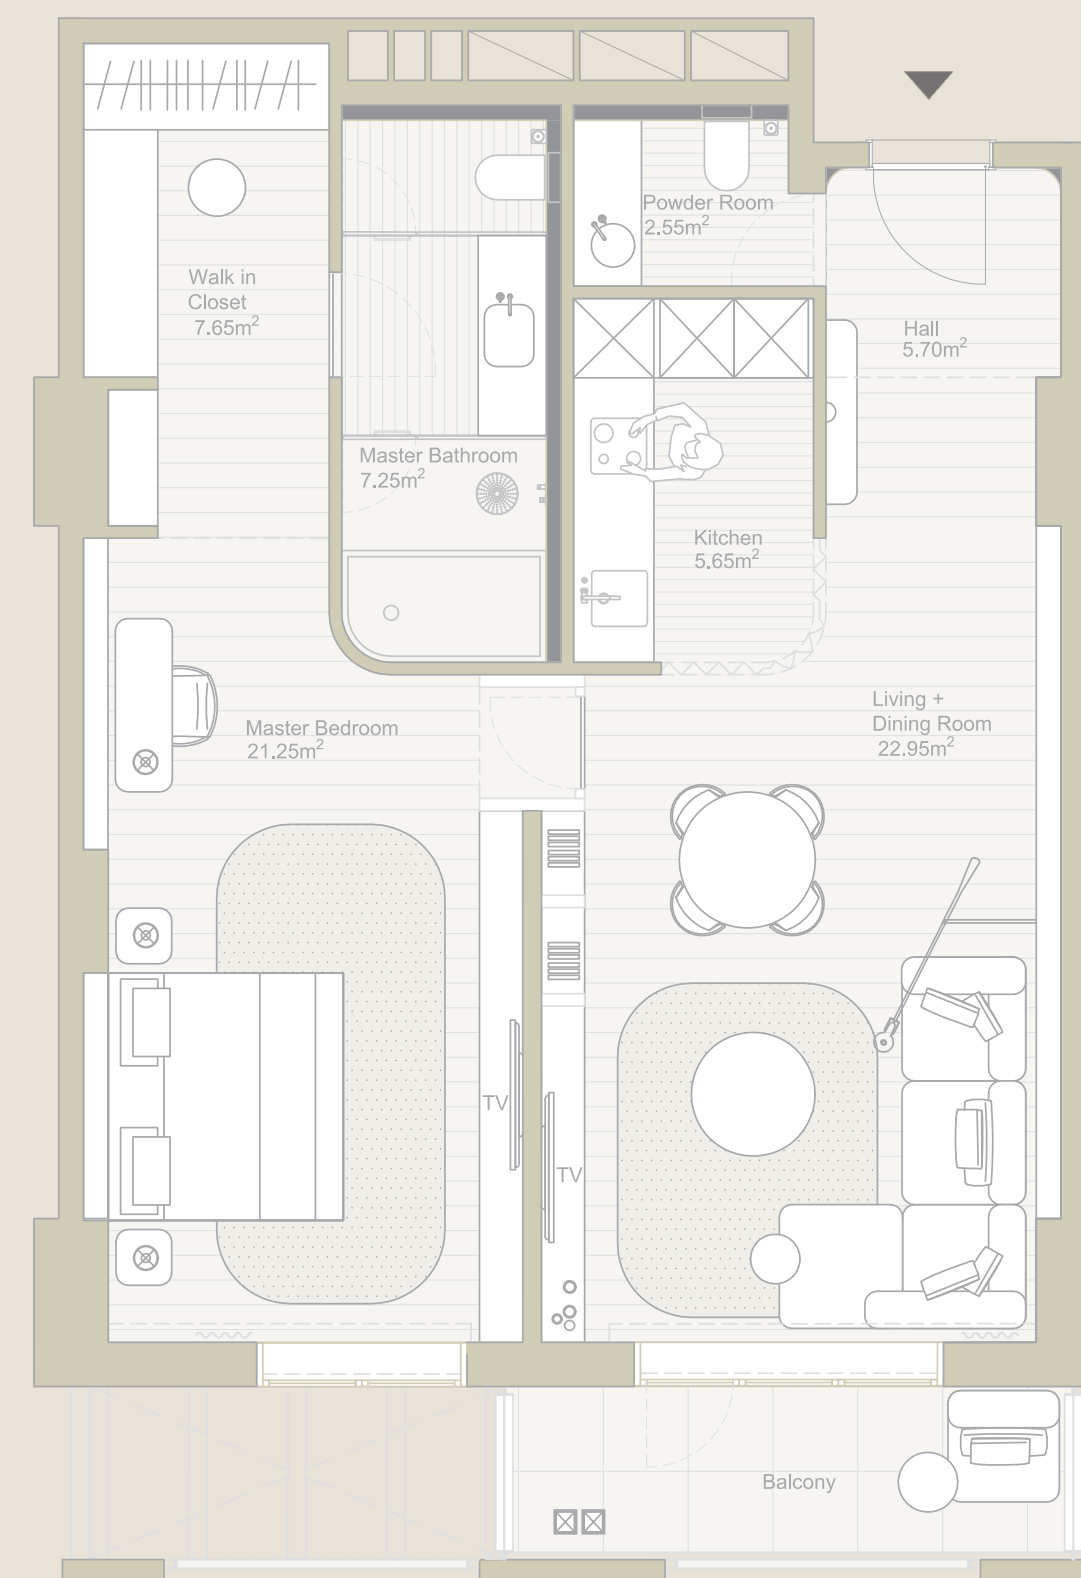 Powder Room
2.55m²
Walk in
Closet
7.65m²
Hall
5.70m²
Master Bathroom
7.25m²
Kitchen
5.65m²
Living +
Dining Room
22.95m²
Master Bedroom
21.25m²
TV
TV
Balcony